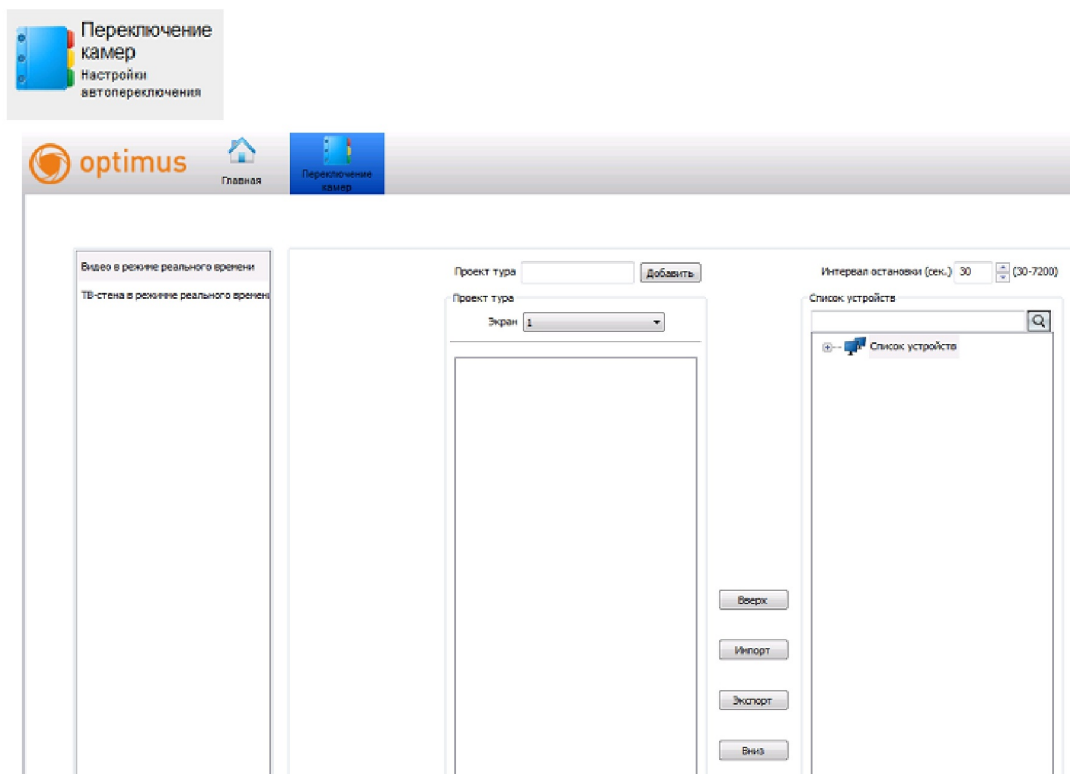 Переключение
камер
Настройки
автопереключения
optimus
Главная
Переключение
камер
Видео в режиме реального времени
ТВ-стена в режимне реального времени
Проект тура
Добавить
Интервал остановки (сек.) 30 (30-7200)
Проект тура
Экран 1
Список устройств
Список устройств
Вверх
Импорт
Экспорт
Вниз